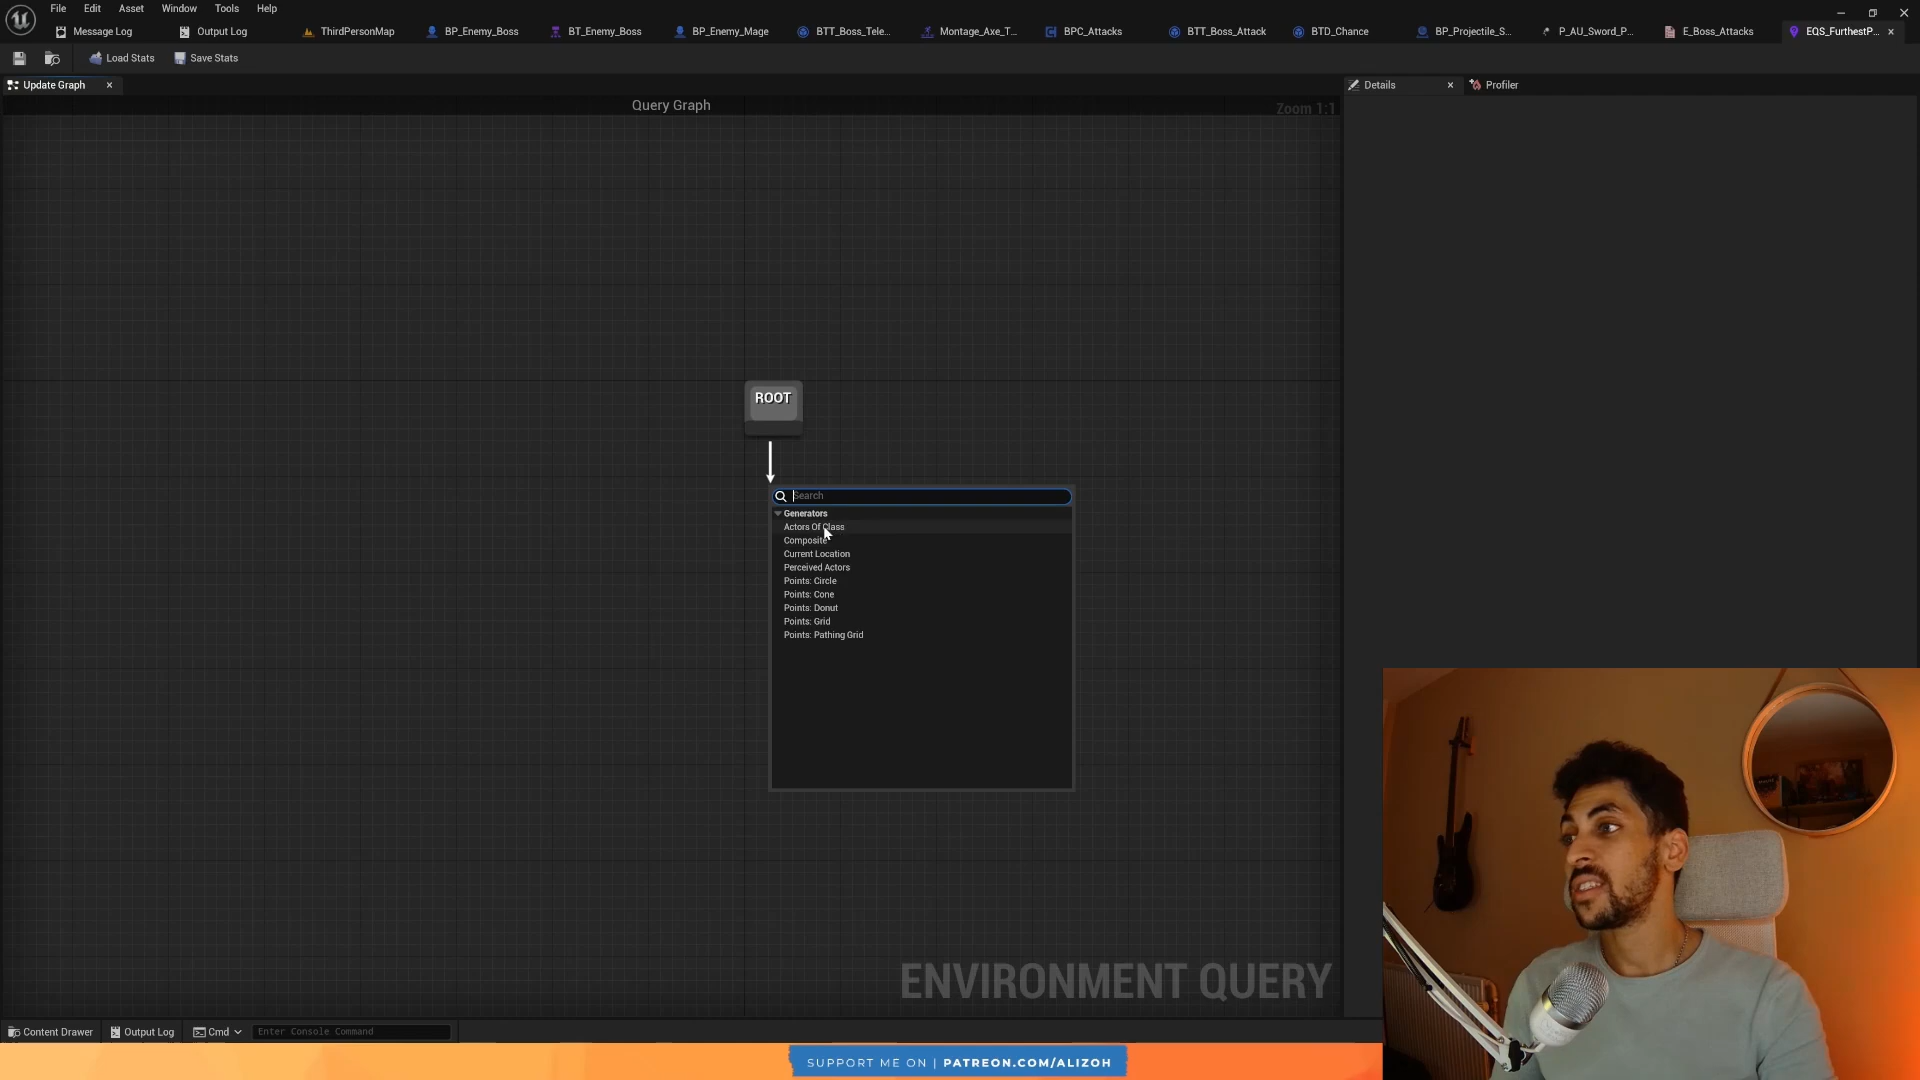 File Edit Asset Window Tools Help
Message Log Output Log ThirdPersonMap BP_Enemy_Boss BT_Enemy_Boss BP_Enemy_Mage BTT_Boss_Tele... Montage_Axe_T... BPC_Attacks BTT_Boss_Attack BTD_Chance BP_Projectile_S... P_AU_Sword_P... E_Boss_Attacks EQS_FurthestP...
Load Stats Save Stats
Update Graph Details Profiler
Query Graph
Zoom 1:1
ROOT
Search
Generators
Actors Of Class
Composite
Current Location
Perceived Actors
Points: Circle
Points: Cone
Points: Donut
Points: Grid
Points: Pathing Grid
ENVIRONMENT QUERY
Content Drawer Output Log Cmd Enter Console Command
SUPPORT ME ON | PATREON.COM/ALIZOH